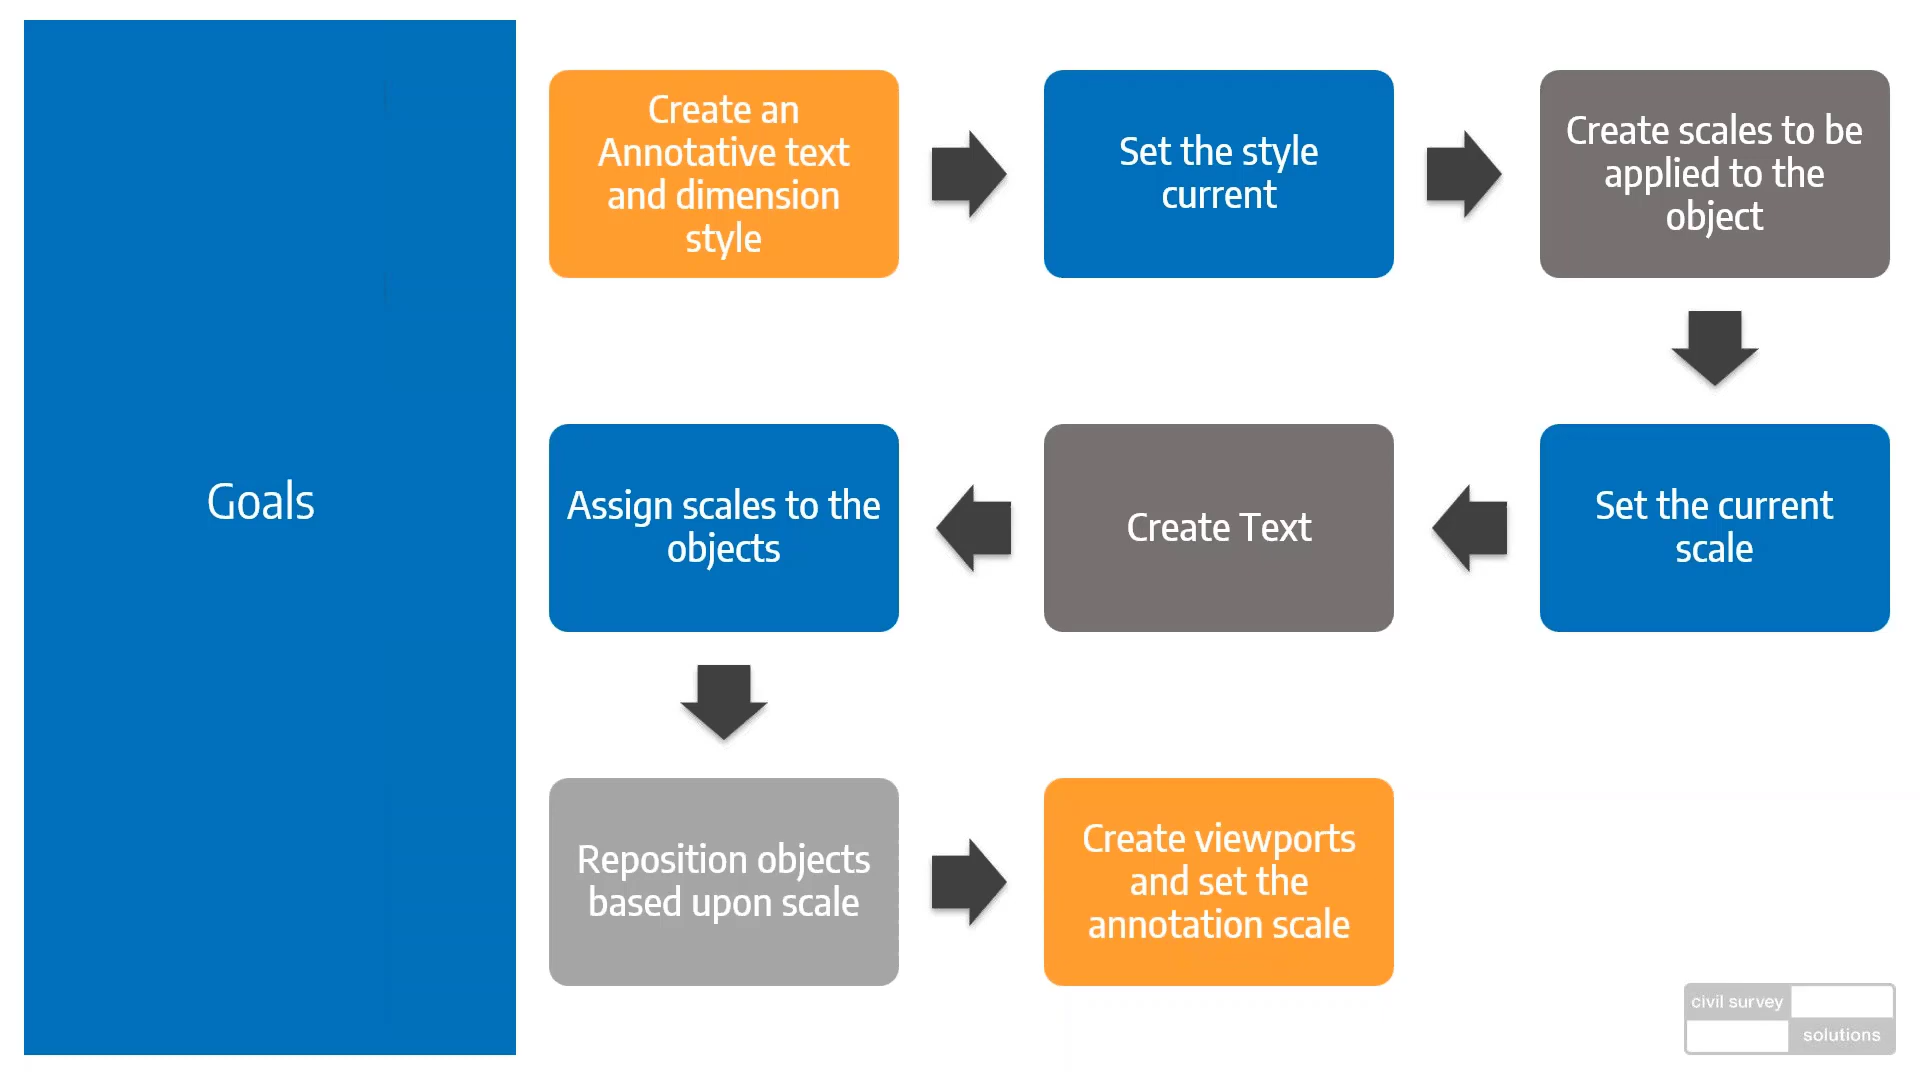 Goals
Create an
Annotative text
and dimension
style
Set the style
current
Create scales to be
applied to the
object
Set the current
scale
Create Text
Assign scales to the
objects
Reposition objects
based upon scale
Create viewports
and set the
annotation scale
civil survey
solutions